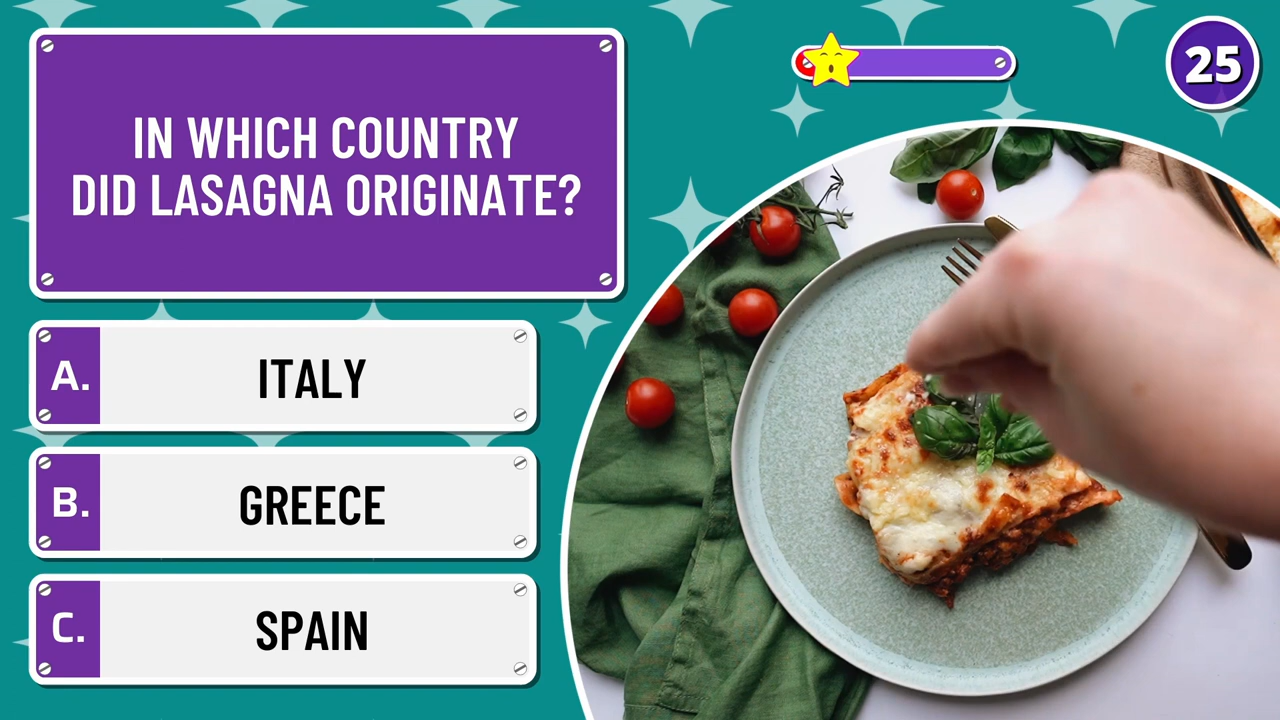 IN WHICH COUNTRY
DID LASAGNA ORIGINATE?
25
A. ITALY
B. GREECE
C. SPAIN